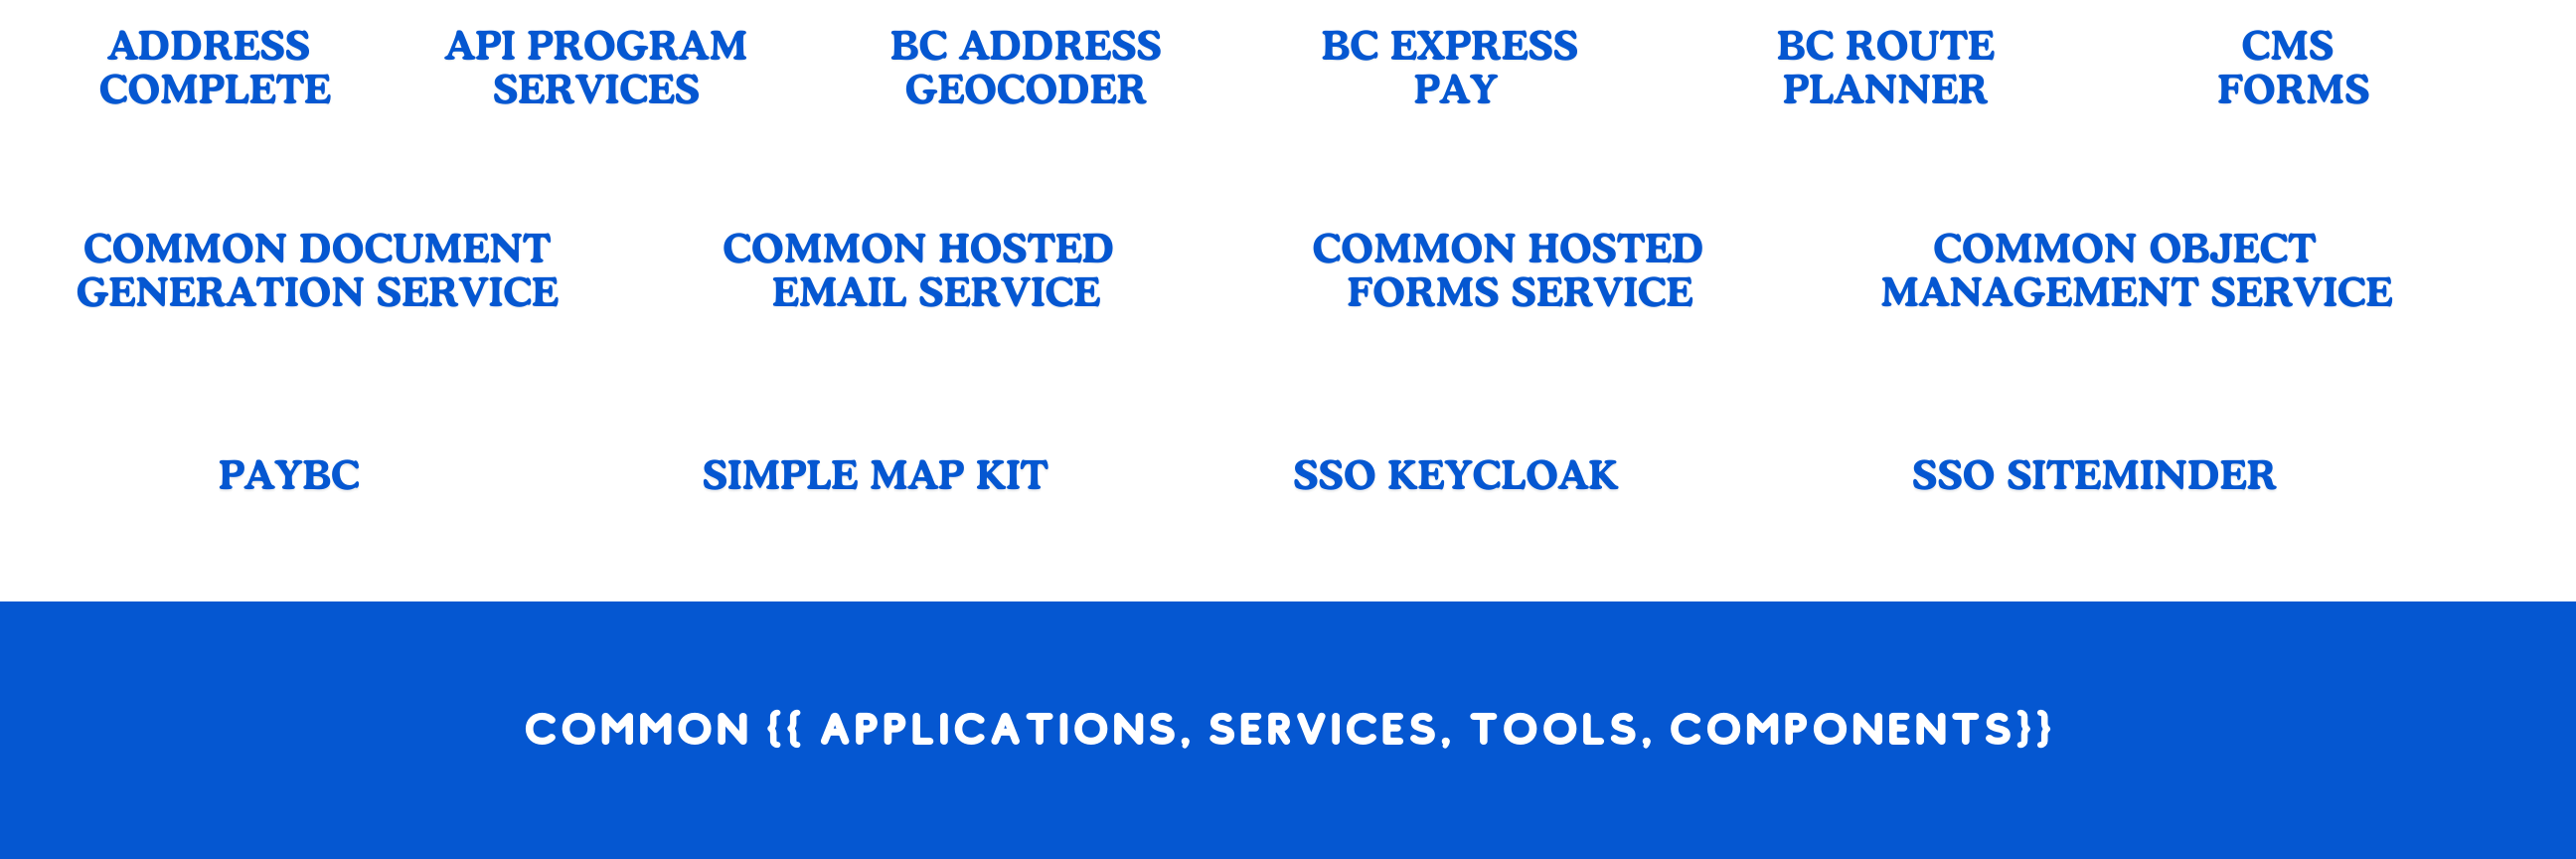 ADDRESS
COMPLETE
API PROGRAM
SERVICES
BC ADDRESS
GEOCODER
BC EXPRESS
PAY
BC ROUTE
PLANNER
CMS
FORMS
COMMON DOCUMENT
GENERATION SERVICE
COMMON HOSTED
EMAIL SERVICE
COMMON HOSTED
FORMS SERVICE
COMMON OBJECT
MANAGEMENT SERVICE
PAYBC
SIMPLE MAP KIT
SSO KEYCLOAK
SSO SITEMINDER
COMMON {{ APPLICATIONS, SERVICES, TOOLS, COMPONENTS}}